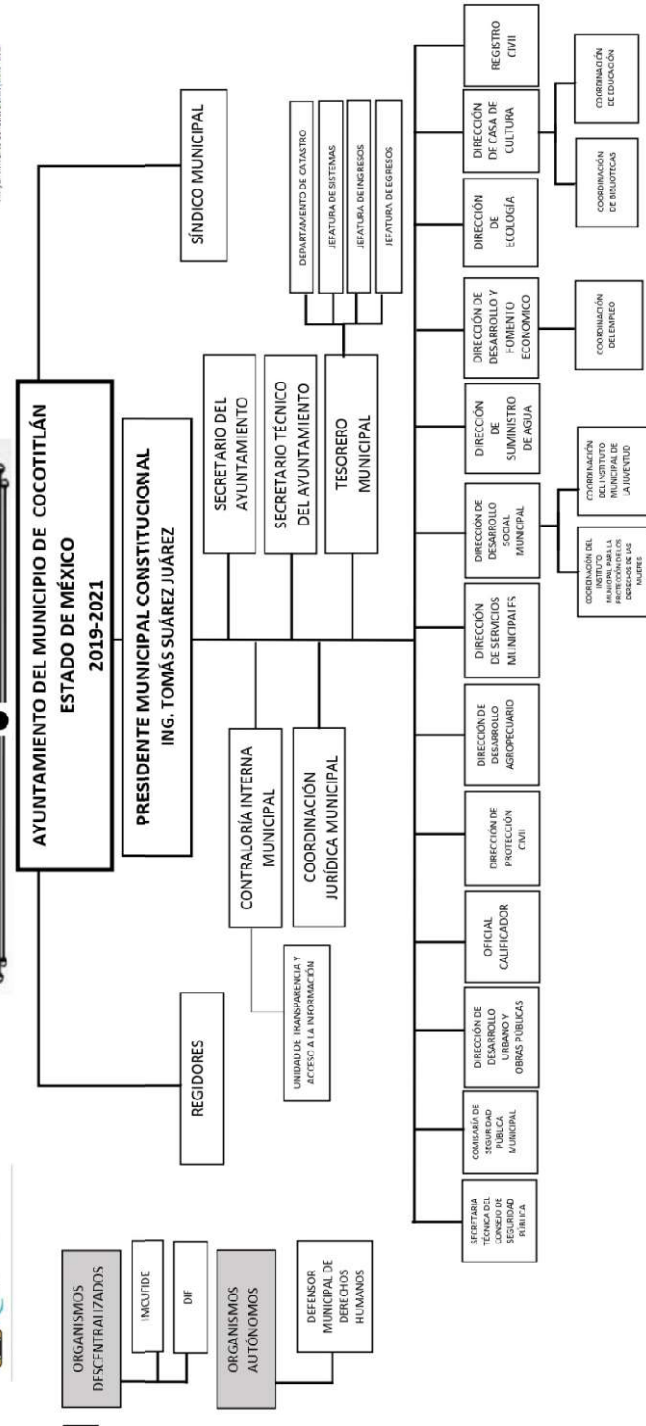 AYUNTAMIENTO DEL MUNICIPIO DE COCOTITLÁN
ESTADO DE MÉXICO
2019-2021
PRESIDENTE MUNICIPAL CONSTITUCIONAL
ING. TOMÁS SUÁREZ JUÁREZ
REGIDORES
SÍNDICO MUNICIPAL
SECRETARIO DEL
AYUNTAMIENTO
SECRETARIO TÉCNICO
DEL AYUNTAMIENTO
TESORERO
MUNICIPAL
DEPARTAMENTO DE CATASTRO
JEFATURA DE SISTEMAS
JEFATURA DE INGRESOS
JEFATURA DE EGRESOS
CONTRALORÍA INTERNA
MUNICIPAL
COORDINACIÓN
JURÍDICA MUNICIPAL
UNIDAD DE TRANSPARENCIA Y
ACCESO A LA INFORMACIÓN
ORGANISMOS
DESCENTRALIZADOS
IMCUFIDE
DIF
ORGANISMOS
AUTÓNOMOS
DEFENSOR
MUNICIPAL DE
DERECHOS
HUMANOS
SECRETARIA
TÉCNICA DEL
CONSEJO DE
SEGURIDAD
PÚBLICA
COMISARÍA DE
SEGURIDAD
PÚBLICA
MUNICIPAL
DIRECCIÓN DE
DESARROLLO
URBANO Y
OBRAS PÚBLICAS
OFICIAL
CALIFICADOR
DIRECCIÓN DE
PROTECCIÓN
CIVIL
DIRECCIÓN DE
DESARROLLO
AGROPECUARIO
DIRECCIÓN
DE SERVICIOS
MUNICIPALES
DIRECCIÓN DE
DESARROLLO
SOCIAL
MUNICIPAL
DIRECCIÓN
DE
SUMINISTRO
DE AGUA
DIRECCIÓN DE
DESARROLLO Y
FOMENTO
ECONOMICO
DIRECCIÓN
DE
ECOLOGÍA
DIRECCIÓN
DE CASA DE
CULTURA
REGISTRO
CIVIL
COORDINACIÓN DEL
INSTITUTO
MUNICIPAL PARA LA
PROTECCIÓN DE LOS
DERECHOS DE LAS
MUJERES
COORDINACIÓN
DEL INSTITUTO
MUNICIPAL DE
LA JUVENTUD
COORDINACIÓN
DEL EMPLEO
COORDINACIÓN
DE BIBLIOTECAS
COORDINACIÓN
DE EDUCACIÓN